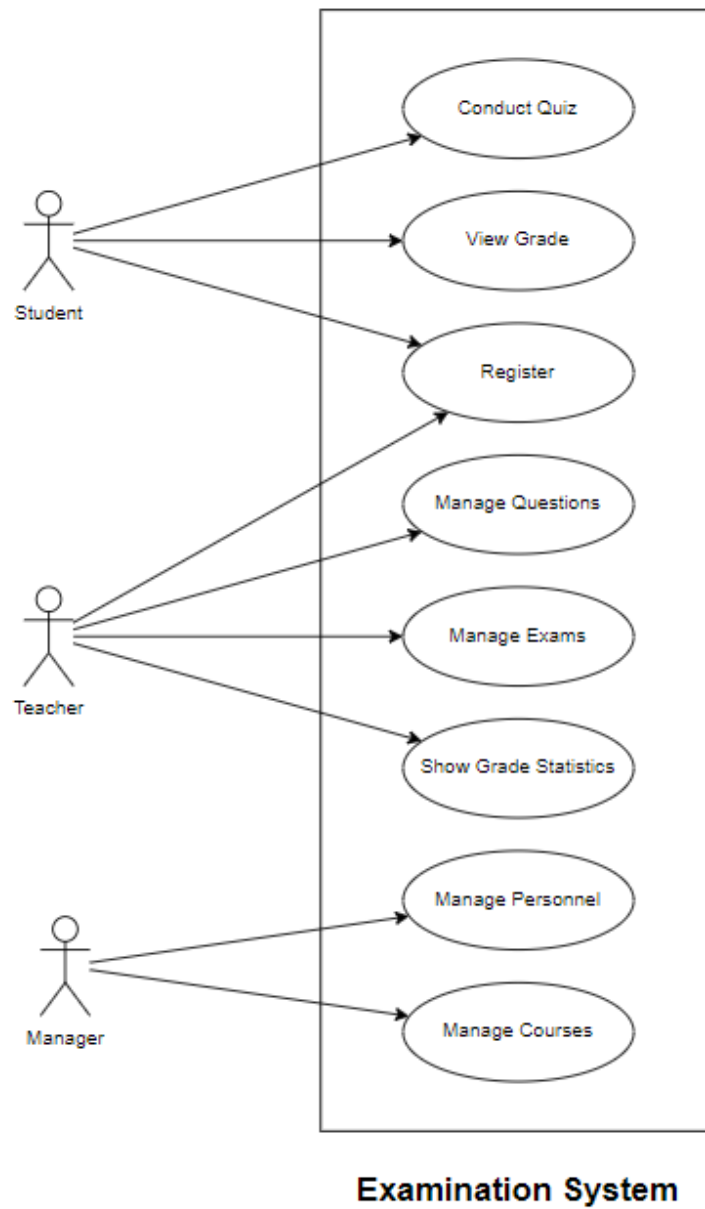 Conduct Quiz
View Grade
Student
Register
Manage Questions
Manage Exams
Teacher
Show Grade Statistics
Manage Personnel
Manager
Manage Courses
Examination System